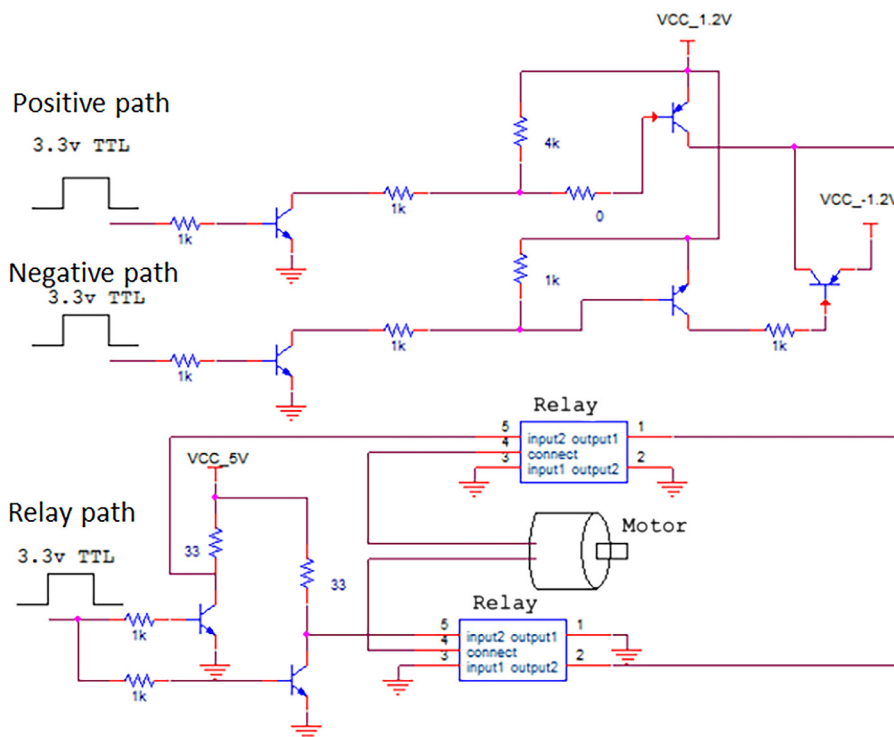 VCC_1.2V
Positive path
3.3v TTL
4k
1k
0
1k
VCC_-1.2V
Negative path
3.3v TTL
1k
1k
1k
1k
Relay
5 input2 output1 1
4 connect
3 input1 output2 2
VCC_5V
Relay path
3.3v TTL
33
33
Motor
Relay
1k
5 input2 output1 1
4 connect
3 input1 output2 2
1k